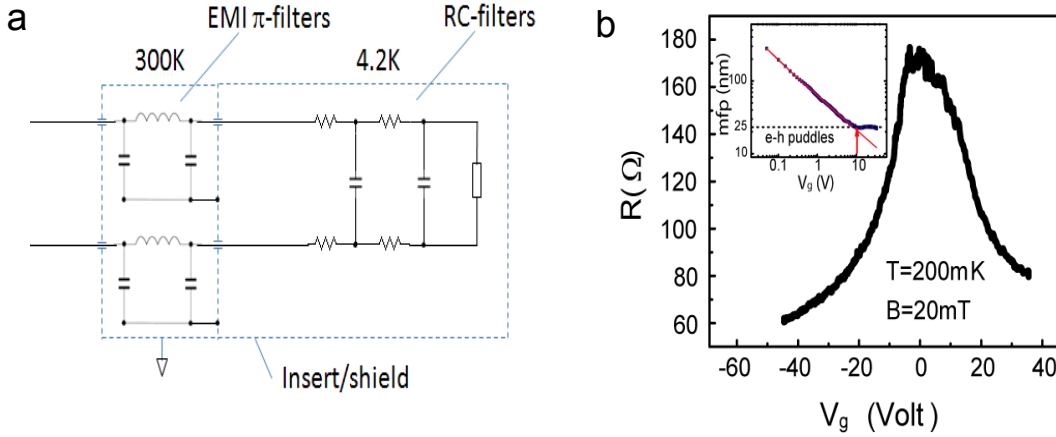 a
EMI π-filters
RC-filters
300K
4.2K
Insert/shield
b
R(Ω)
180
160
140
120
100
80
60
-60
-40
-20
0
20
40
V_g (Volt)
T=200mK
B=20mT
mfp (nm)
100
25
10
e-h puddles
0.1
1
10
V_g (V)